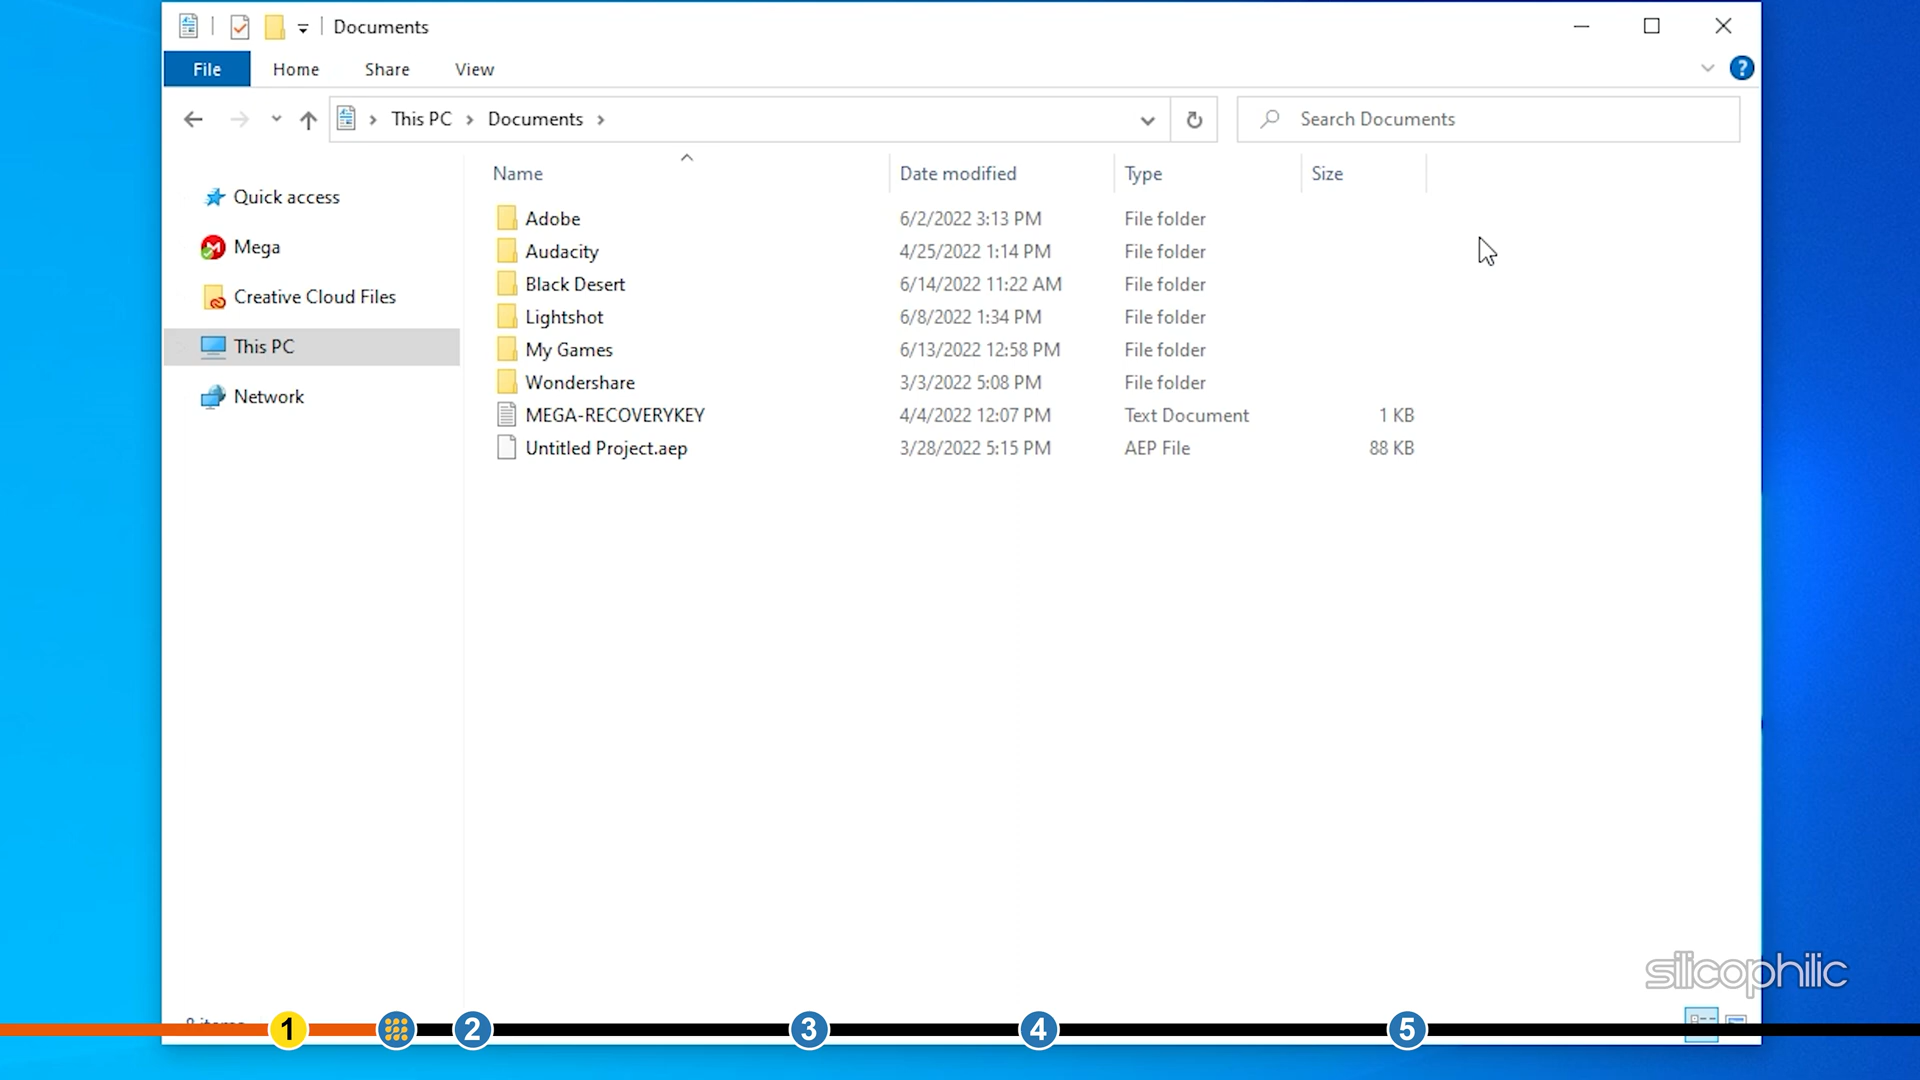 Documents
File Home Share View
This PC Documents Search Documents
Name Date modified Type Size
Quick access
Mega
Creative Cloud Files
This PC
Network
Adobe 6/2/2022 3:13 PM File folder
Audacity 4/25/2022 1:14 PM File folder
Black Desert 6/14/2022 11:22 AM File folder
Lightshot 6/8/2022 1:34 PM File folder
My Games 6/13/2022 12:58 PM File folder
Wondershare 3/3/2022 5:08 PM File folder
MEGA-RECOVERYKEY 4/4/2022 12:07 PM Text Document 1 KB
Untitled Project.aep 3/28/2022 5:15 PM AEP File 88 KB
silicophilic
1 2 3 4 5